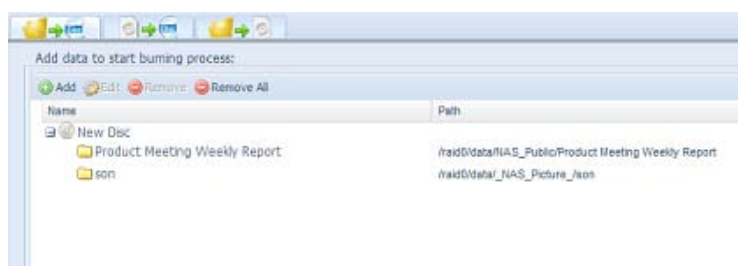 Add data to start burning process:
Add Edit Remove Remove All
Name Path
New Disc
Product Meeting Weekly Report /raid0/data/NAS_Public/Product Meeting Weekly Report
son /raid0/data/_NAS_Picture_/son